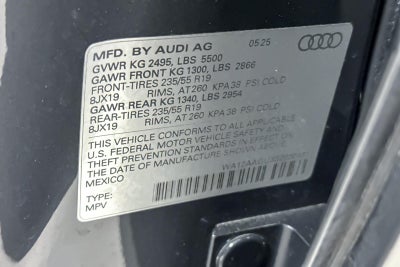 MFD. BY AUDI AG 05.25
GVWR KG 2495, LBS 5500
GAWR FRONT KG 1300, LBS 2866
FRONT-TIRES 235/55 R19
8JX19 RIMS, AT 260 KPA 38 PSI COLD
GAWR REAR KG 1340, LBS 2954
REAR-TIRES 235/55 R19
8JX19 RIMS, AT 260 KPA 38 PSI COLD
THIS VEHICLE CONFORMS TO ALL APPLICABLE
U.S. FEDERAL MOTOR VEHICLE SAFETY AND
THEFT PREVENTION STANDARDS IN EFFECT ON
THE DATE OF MANUFACTURE SHOWN ABOVE.
MEXICO
TYPE:
MPV